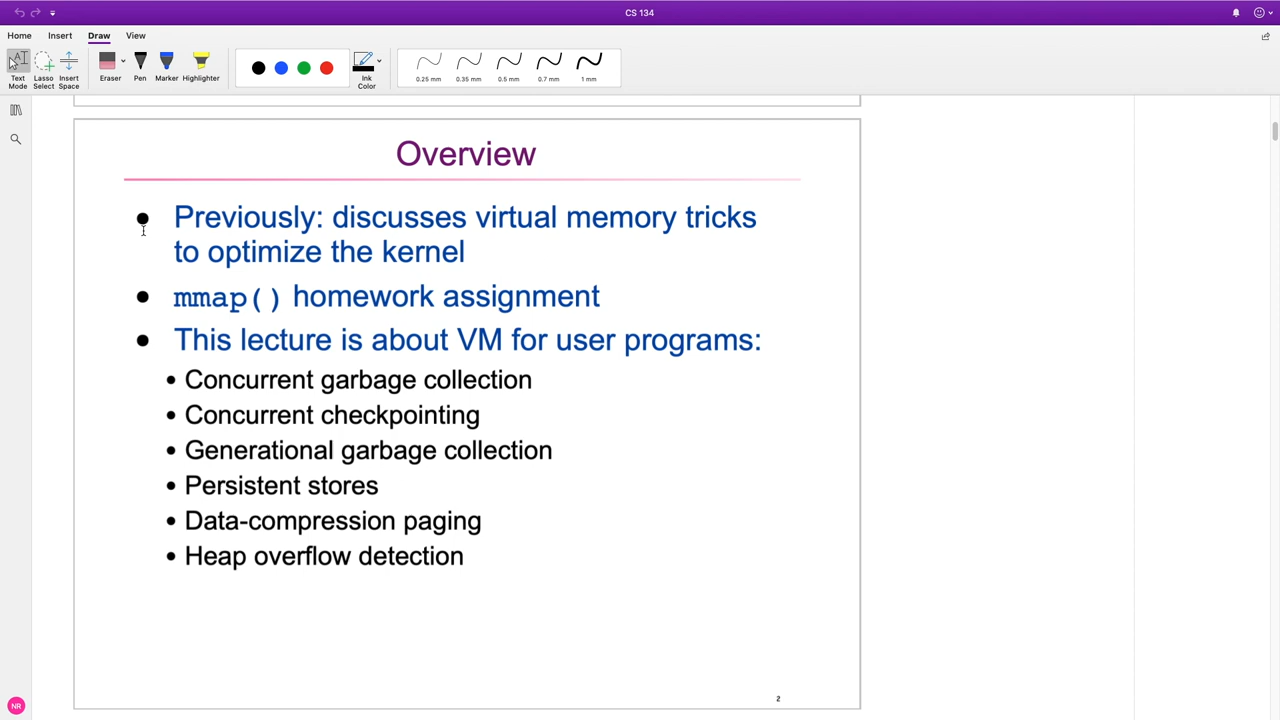 CS 134
Home Insert Draw View
Text Mode
Lasso Select
Insert Space
Eraser
Pen
Marker
Highlighter
Ink Color
0.25 mm
0.35 mm
0.5 mm
0.7 mm
1 mm
Overview
• Previously: discusses virtual memory tricks
to optimize the kernel
• mmap() homework assignment
• This lecture is about VM for user programs:
• Concurrent garbage collection
• Concurrent checkpointing
• Generational garbage collection
• Persistent stores
• Data-compression paging
• Heap overflow detection
2
NR